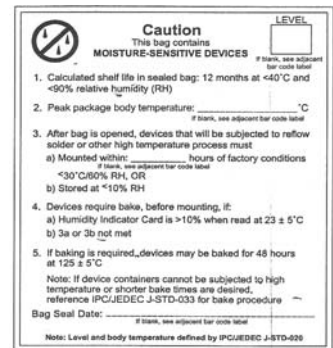 LEVEL
Caution
This bag contains
MOISTURE-SENSITIVE DEVICES
If blank, see adjacent
bar code label
1. Calculated shelf life in sealed bag: 12 months at <40°C and
<90% relative humidity (RH)
2. Peak package body temperature: ____________ °C
If blank, see adjacent bar code label
3. After bag is opened, devices that will be subjected to reflow
solder or other high temperature process must
a) Mounted within: __________ hours of factory conditions
If blank, see adjacent bar code label
<30°C/60% RH, OR
b) Stored at <10% RH
4. Devices require bake, before mounting, if:
a) Humidity Indicator Card is >10% when read at 23 ± 5°C
b) 3a or 3b not met
5. If baking is required, devices may be baked for 48 hours
at 125 ± 5°C
Note: If device containers cannot be subjected to high
temperature or shorter bake times are desired,
reference IPC/JEDEC J-STD-033 for bake procedure
Bag Seal Date: ____________
If blank, see adjacent bar code label
Note: Level and body temperature defined by IPC/JEDEC J-STD-020